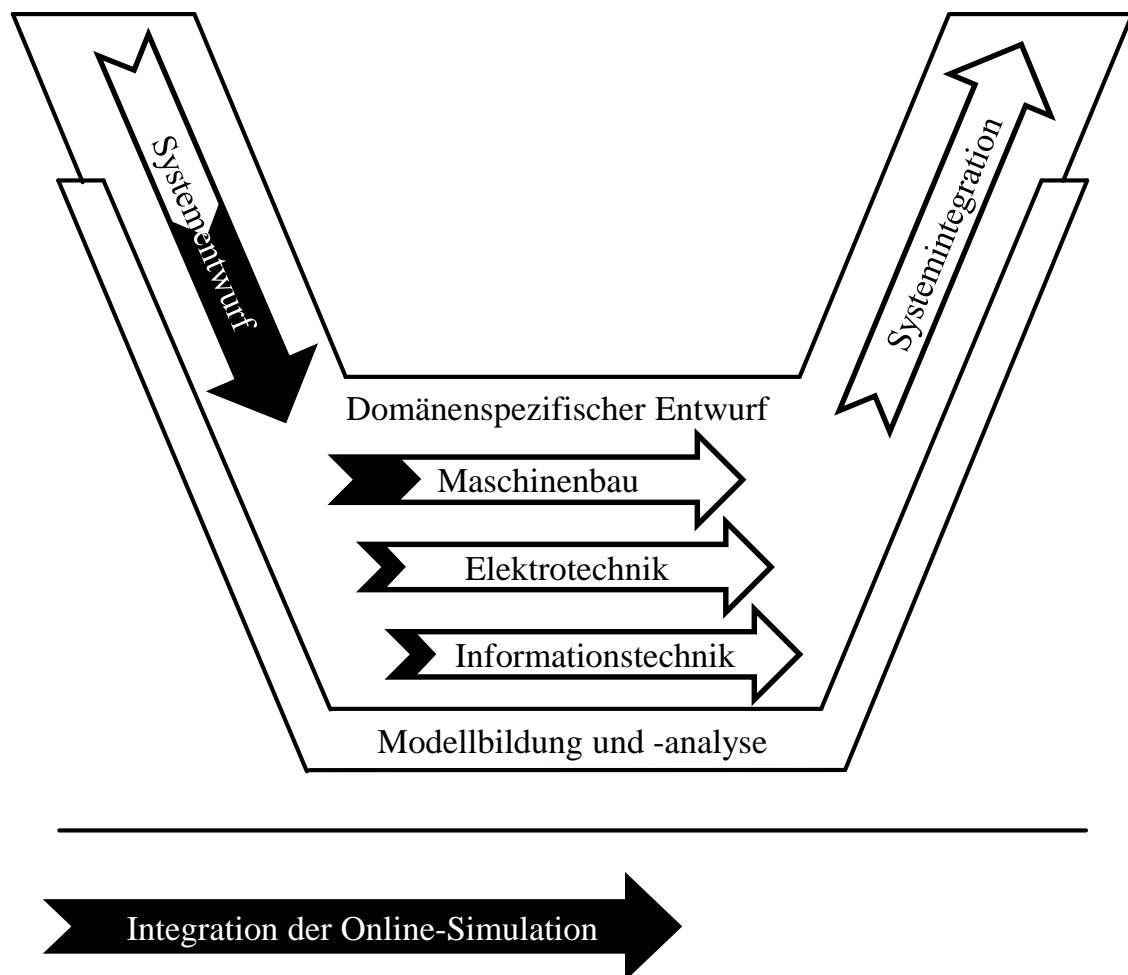 Systementwurf
Systemintegration
Domänenspezifischer Entwurf
Maschinenbau
Elektrotechnik
Informationstechnik
Modellbildung und -analyse
Integration der Online-Simulation